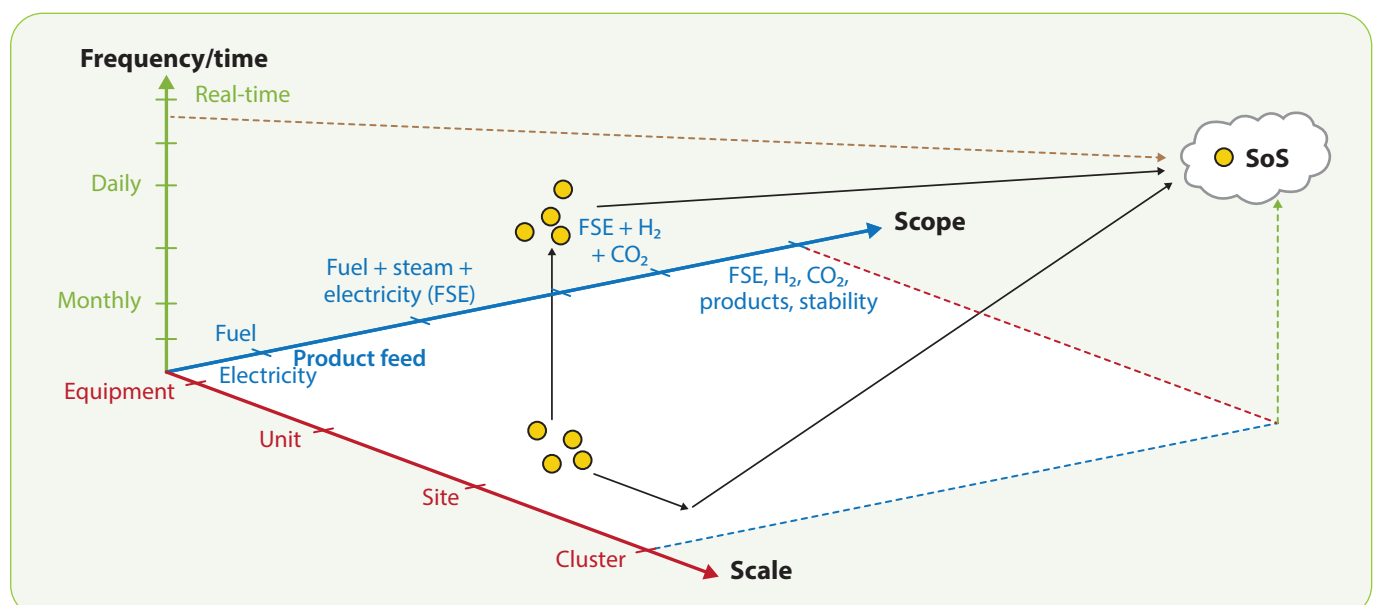 Frequency/time
Real-time
SoS
Daily
FSE + H₂
+ CO₂
Scope
Fuel + steam +
electricity (FSE)
FSE, H₂, CO₂,
products, stability
Monthly
Fuel
Product feed
Electricity
Equipment
Unit
Site
Cluster
Scale